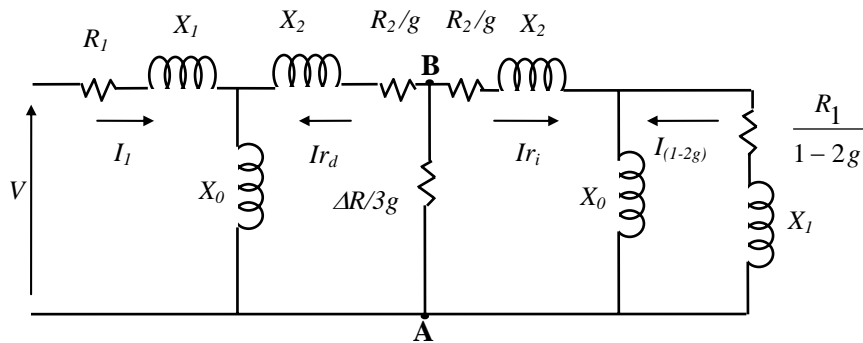 X1 X2 R2/g R2/g X2
R1
B
I1 Ird Iri I(1-2g)
R1
1 − 2g
V
X0 ΔR/3g X0
X1
A